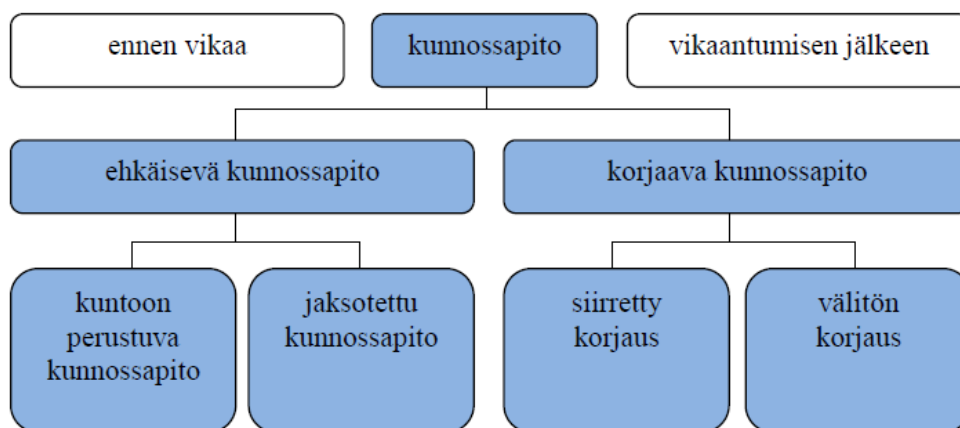 ennen vikaa
kunnossapito
vikaantumisen jälkeen
ehkäisevä kunnossapito
korjaava kunnossapito
kuntoon
perustuva
kunnossapito
jaksotettu
kunnossapito
siirretty
korjaus
välitön
korjaus